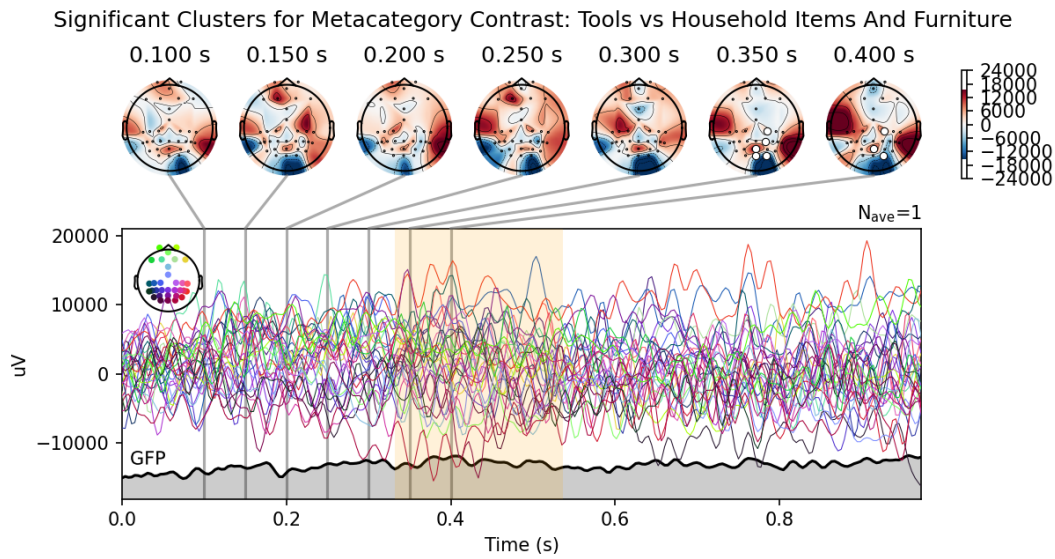 Significant Clusters for Metacategory Contrast: Tools vs Household Items And Furniture
0.100 s 0.150 s 0.200 s 0.250 s 0.300 s 0.350 s 0.400 s
24000
18000
12000
6000
0
−6000
−12000
−18000
−24000
N_ave=1
20000
10000
0
−10000
uV
GFP
0.0 0.2 0.4 0.6 0.8
Time (s)